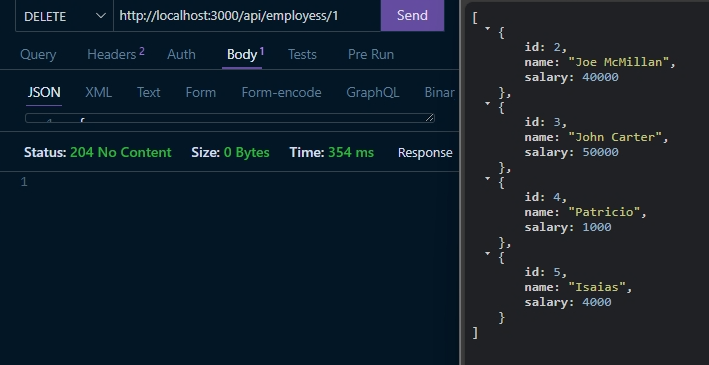 DELETE http://localhost:3000/api/employess/1 Send
Query Headers 2 Auth Body 1 Tests Pre Run
JSON XML Text Form Form-encode GraphQL Binar
Status: 204 No Content Size: 0 Bytes Time: 354 ms Response
1
[
{
id: 2,
name: "Joe McMillan",
salary: 40000
},
{
id: 3,
name: "John Carter",
salary: 50000
},
{
id: 4,
name: "Patricio",
salary: 1000
},
{
id: 5,
name: "Isaias",
salary: 4000
}
]